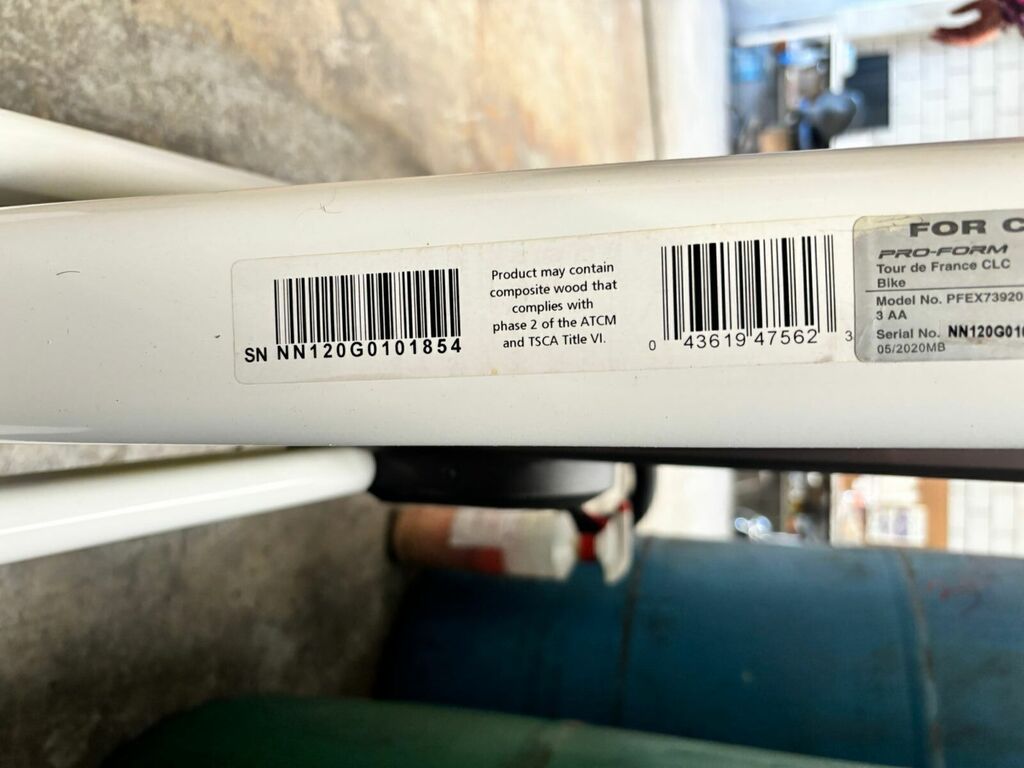 SN NN120G0101854
Product may contain
composite wood that
complies with
phase 2 of the ATCM
and TSCA Title VI.
0 43619 47562 3
FOR C
PRO-FORM
Tour de France CLC
Bike
Model No. PFEX73920
3 AA
Serial No. NN120G01
05/2020MB